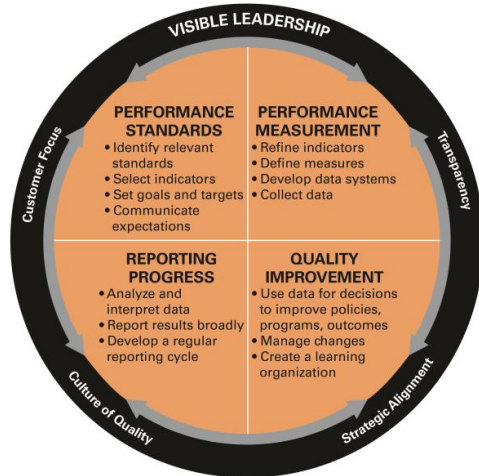 VISIBLE LEADERSHIP
Customer Focus
Transparency
PERFORMANCE
STANDARDS
• Identify relevant
standards
• Select indicators
• Set goals and targets
• Communicate
expectations
PERFORMANCE
MEASUREMENT
• Refine indicators
• Define measures
• Develop data systems
• Collect data
REPORTING
PROGRESS
• Analyze and
interpret data
• Report results broadly
• Develop a regular
reporting cycle
QUALITY
IMPROVEMENT
• Use data for decisions
to improve policies,
programs, outcomes
• Manage changes
• Create a learning
organization
Culture of Quality
Strategic Alignment